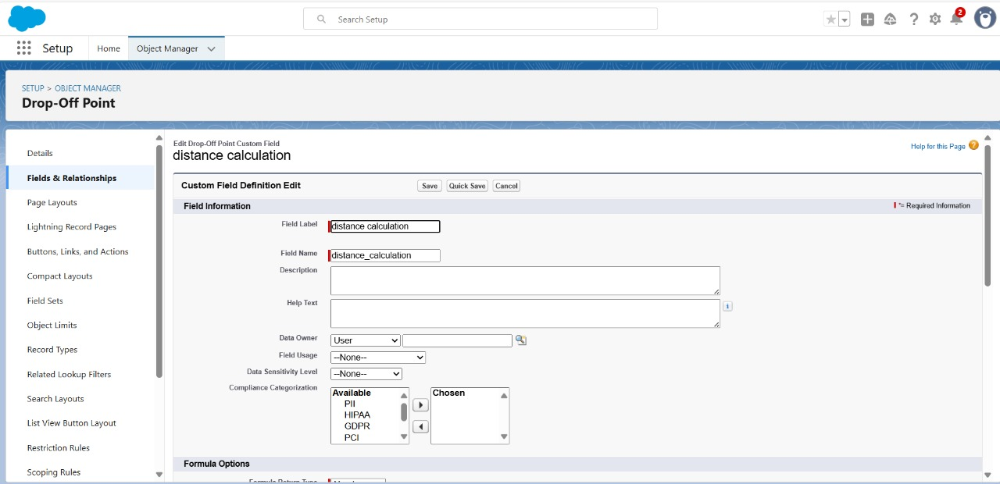 Search Setup
2
Setup
Home
Object Manager
SETUP > OBJECT MANAGER
Drop-Off Point
Details
Fields & Relationships
Page Layouts
Lightning Record Pages
Buttons, Links, and Actions
Compact Layouts
Field Sets
Object Limits
Record Types
Related Lookup Filters
Search Layouts
List View Button Layout
Restriction Rules
Scoping Rules
Edit Drop-Off Point Custom Field
distance calculation
Help for this Page
Custom Field Definition Edit
Save
Quick Save
Cancel
Field Information
= Required Information
Field Label
distance calculation
Field Name
distance_calculation
Description
Help Text
Data Owner
User
Field Usage
--None--
Data Sensitivity Level
--None--
Compliance Categorization
Available
PII
HIPAA
GDPR
PCI
Chosen
Formula Options
Formula Return Type